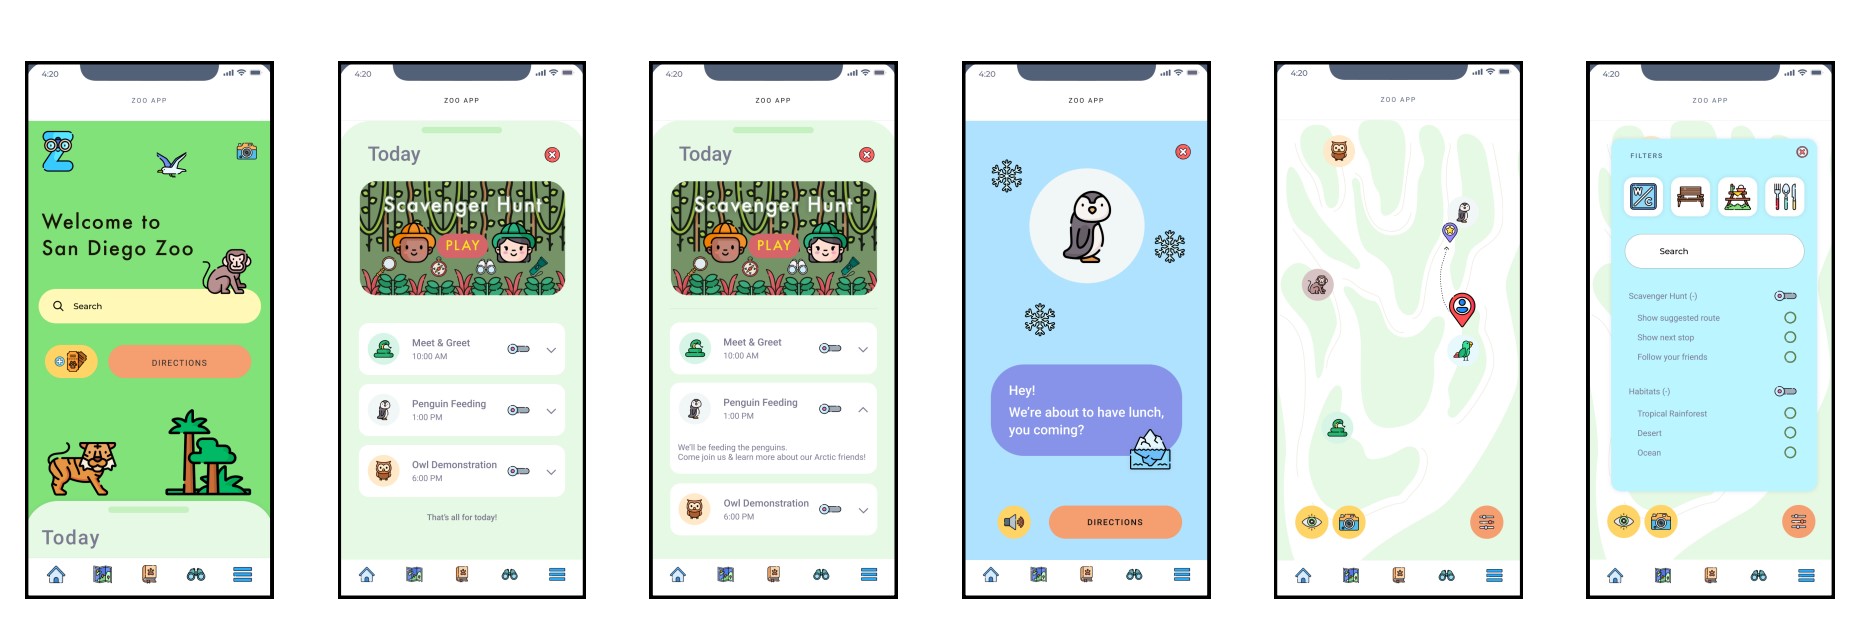 4:20
ZOO APP
Z
Welcome to
San Diego Zoo
Search
DIRECTIONS
Today
4:20
ZOO APP
Today
Scavenger Hunt
PLAY
Meet & Greet
10:00 AM
Penguin Feeding
1:00 PM
Owl Demonstration
6:00 PM
That's all for today!
4:20
ZOO APP
Today
Scavenger Hunt
PLAY
Meet & Greet
10:00 AM
Penguin Feeding
1:00 PM
We'll be feeding the penguins.
Come join us & learn more about our Arctic friends!
Owl Demonstration
6:00 PM
4:20
ZOO APP
Hey!
We're about to have lunch,
you coming?
DIRECTIONS
4:20
ZOO APP
4:20
ZOO APP
FILTERS
W/C
Search
Scavenger Hunt (-)
Show suggested route
Show next stop
Follow your friends
Habitats (-)
Tropical Rainforest
Desert
Ocean